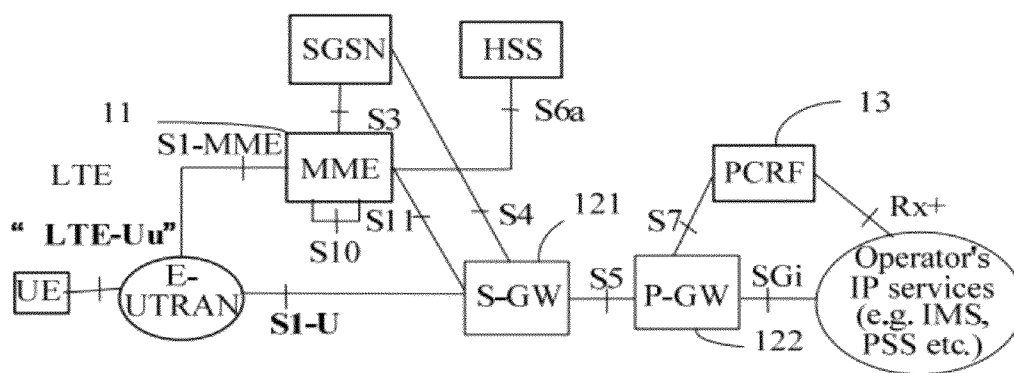 SGSN
HSS
11
S3
S6a
13
S1-MME
MME
PCRF
LTE
S11
S4
121
S7
Rx+
“ LTE-Uu”
S10
UE
E-
UTRAN
S1-U
S-GW
S5
P-GW
SGi
Operator's
IP services
(e.g. IMS,
PSS etc.)
122